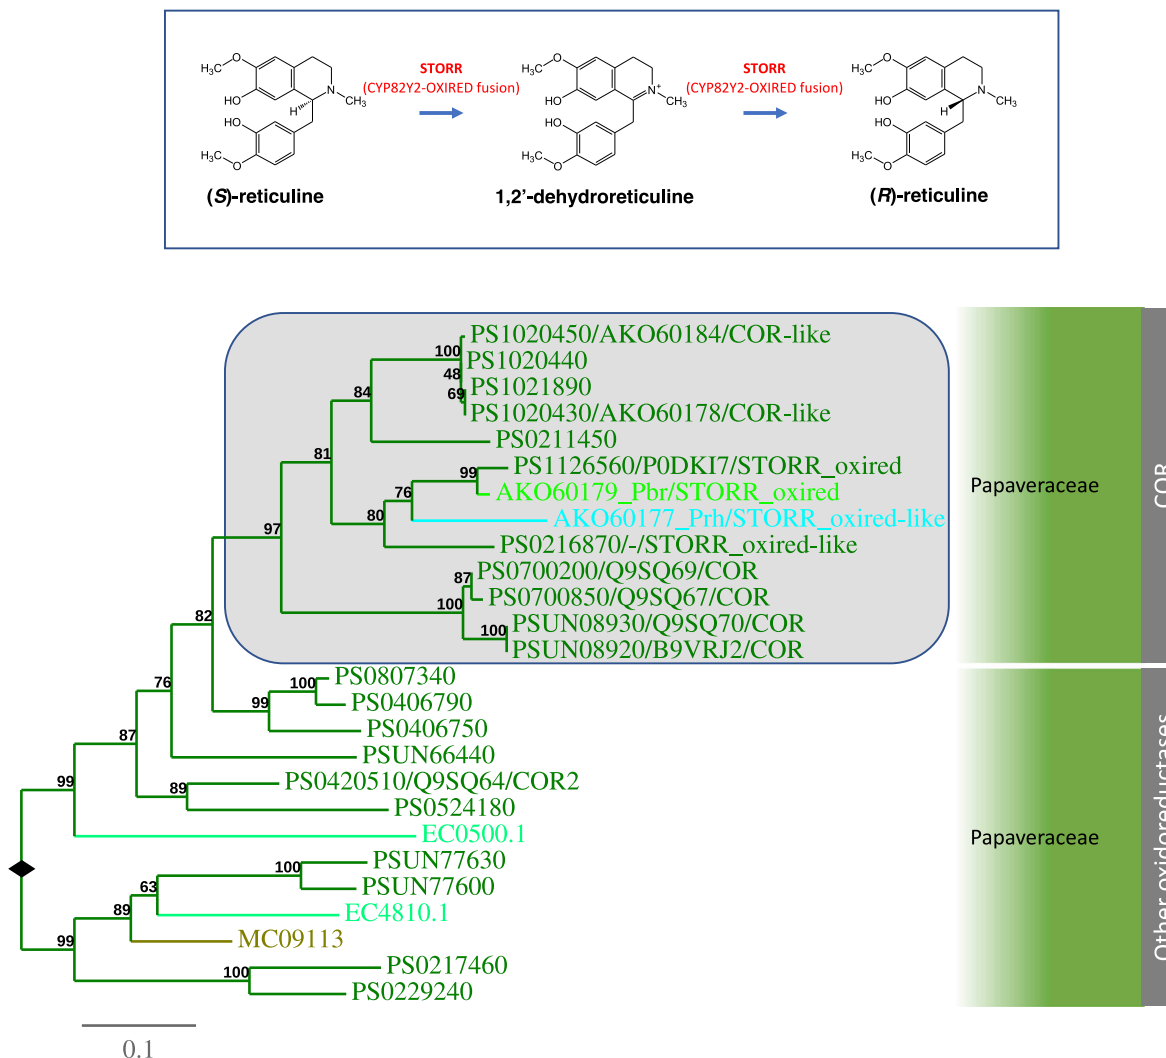 STORR
(CYP82Y2-OXIRED fusion)
STORR
(CYP82Y2-OXIRED fusion)
H₃C
O
HO
N
CH₃
H
HO
H₃C
O
H₃C
O
HO
N⁺
CH₃
HO
H₃C
O
H₃C
O
HO
N
CH₃
H
HO
H₃C
O
(S)-reticuline
1,2'-dehydroreticuline
(R)-reticuline
PS1020450/AKO60184/COR-like
100
PS1020440
48
PS1021890
69
PS1020430/AKO60178/COR-like
84
PS0211450
81
PS1126560/P0DKI7/STORR_oxired
99
AKO60179_Pbr/STORR_oxired
76
AKO60177_Prh/STORR_oxired-like
80
PS0216870/-/STORR_oxired-like
97
PS0700200/Q9SQ69/COR
87
PS0700850/Q9SQ67/COR
100
PSUN08930/Q9SQ70/COR
100
PSUN08920/B9VRJ2/COR
82
PS0807340
100
PS0406790
99
PS0406750
76
PSUN66440
87
PS0420510/Q9SQ64/COR2
89
PS0524180
99
EC0500.1
PSUN77630
100
PSUN77600
63
EC4810.1
89
MC09113
99
PS0217460
100
PS0229240
0.1
Papaveraceae
COR
Papaveraceae
Other oxidoreductases